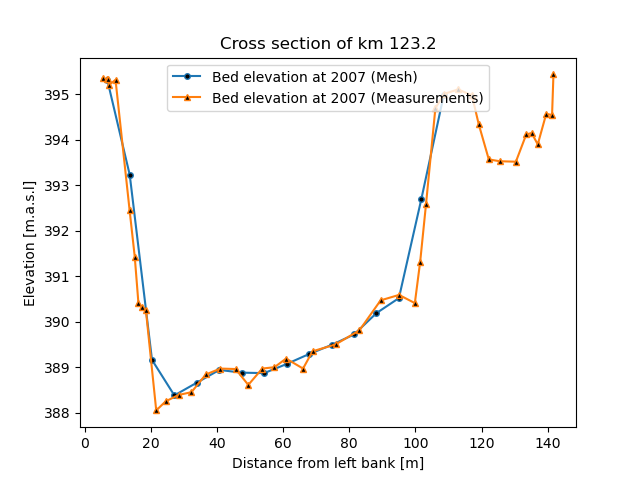 Cross section of km 123.2
Bed elevation at 2007 (Mesh)
Bed elevation at 2007 (Measurements)
Elevation [m.a.s.l]
395
394
393
392
391
390
389
388
0 20 40 60 80 100 120 140
Distance from left bank [m]